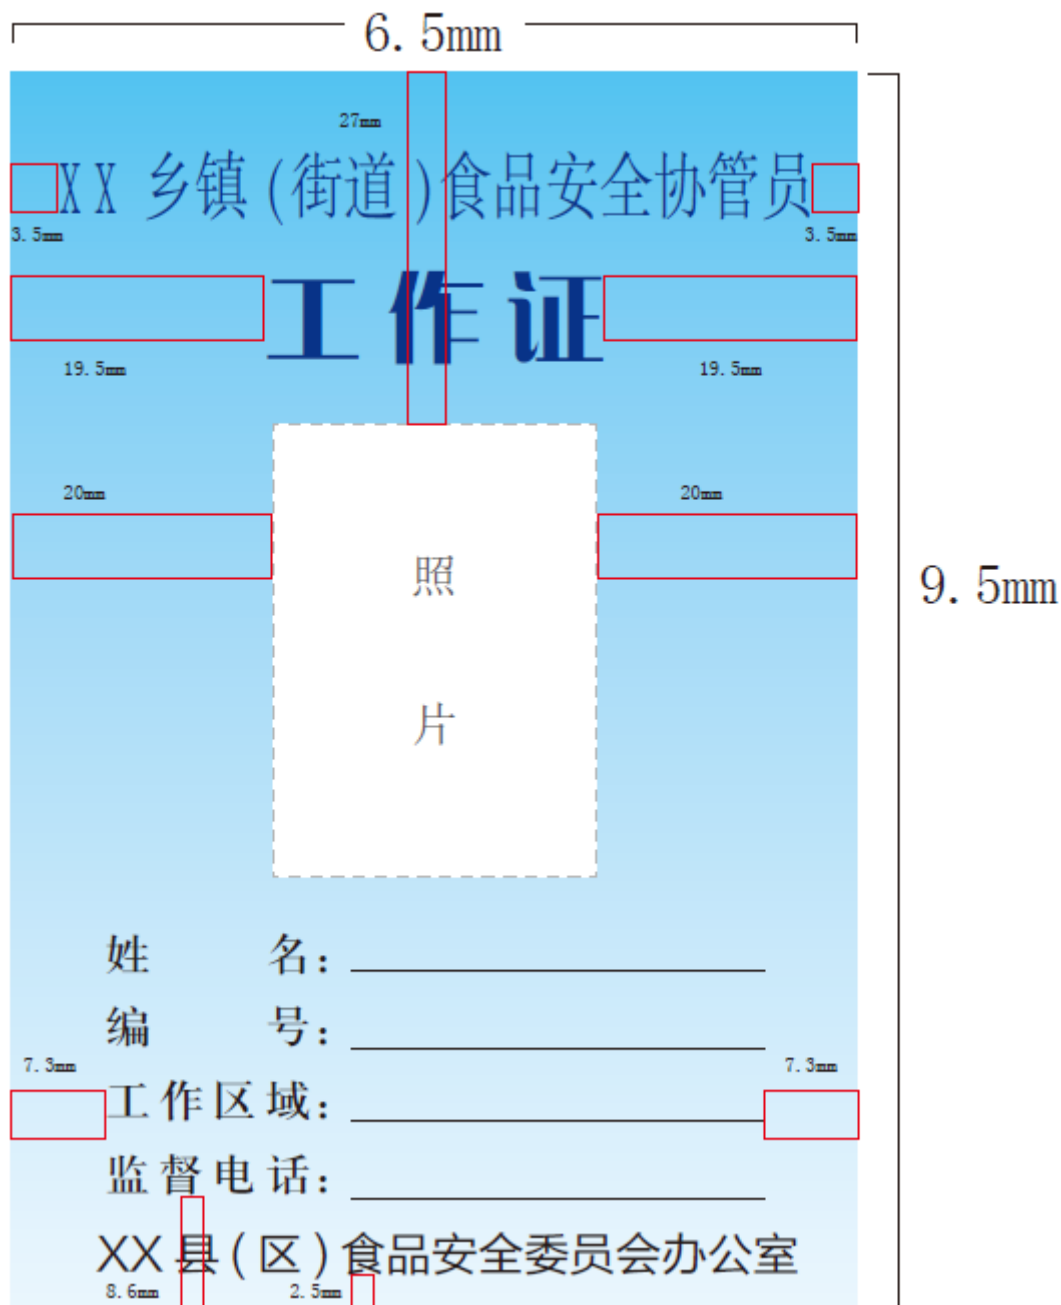 6.5mm
27mm
XX 乡镇(街道)食品安全协管员
3.5mm 3.5mm
工作证
19.5mm 19.5mm
20mm 20mm
照
9.5mm
片
姓 名:
编 号:
7.3mm 7.3mm
工作区域:
监督电话:
XX县(区)食品安全委员会办公室
8.6mm 2.5mm